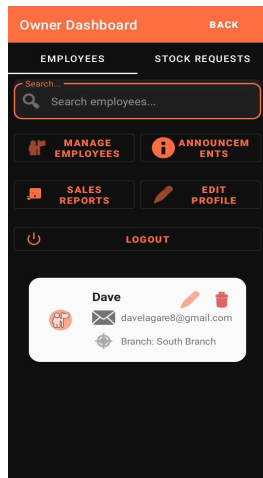 Owner Dashboard
BACK
EMPLOYEES
STOCK REQUESTS
Search...
Search employees...
MANAGE
EMPLOYEES
ANNOUNCEM
ENTS
SALES
REPORTS
EDIT
PROFILE
LOGOUT
Dave
davelagare8@gmail.com
Branch: South Branch